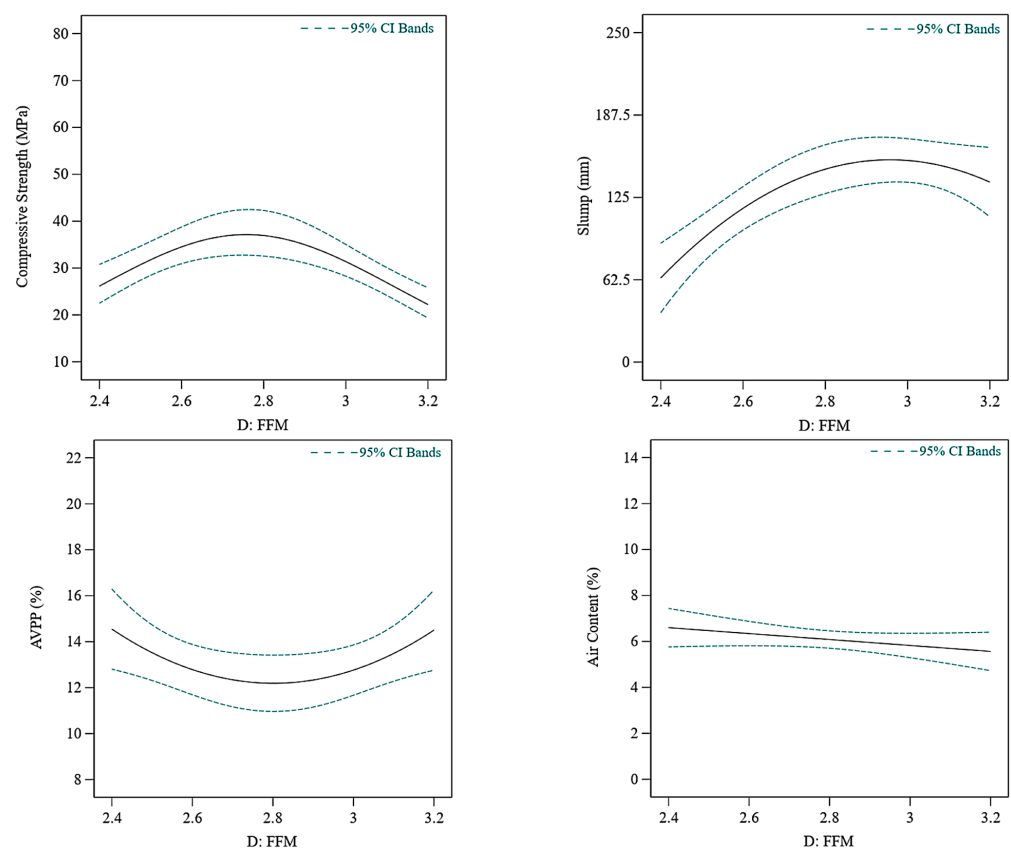 95% CI Bands
80
70
60
50
40
30
20
10
Compressive Strength (MPa)
2.4 2.6 2.8 3 3.2
D: FFM
95% CI Bands
250
187.5
125
62.5
0
Slump (mm)
2.4 2.6 2.8 3 3.2
D: FFM
95% CI Bands
22
20
18
16
14
12
10
8
AVPP (%)
2.4 2.6 2.8 3 3.2
D: FFM
95% CI Bands
14
12
10
8
6
4
2
0
Air Content (%)
2.4 2.6 2.8 3 3.2
D: FFM